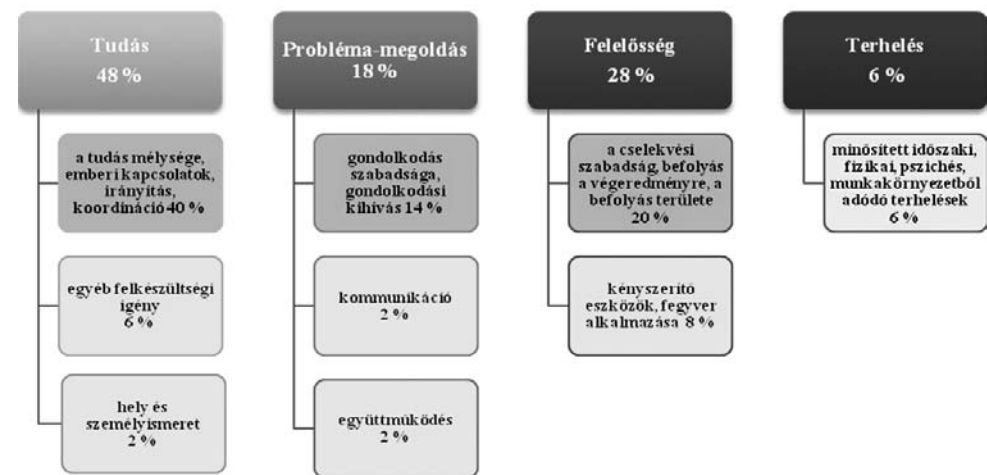 Tudás
48 %
a tudás mélysége,
emberi kapcsolatok,
irányítás,
koordináció 40 %
egyéb felkészültségi
igény
6 %
hely és
személyismeret
2 %
Probléma-megoldás
18 %
gondolkodás
szabadsága,
gondolkodási
kihívás 14 %
kommunikáció
2 %
együttműködés
2 %
Felelősség
28 %
a cselekvési
szabadság, befolyás
a végeredményre, a
befolyás területe
20 %
kényszerítő
eszközök, fegyver
alkalmazása 8 %
Terhelés
6 %
minősített időszaki,
fizikai, pszichés,
munkakörnyezetből
adódó terhelések
6 %